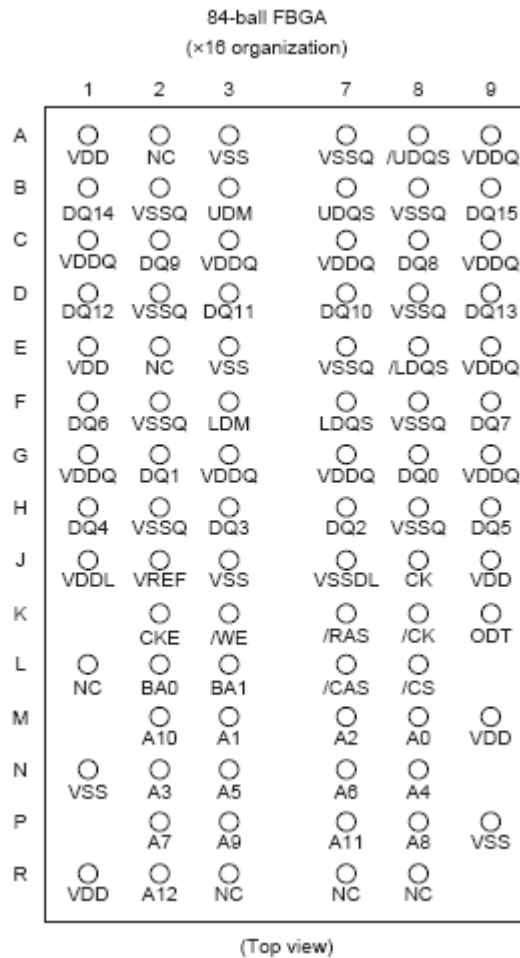 84-ball FBGA
(×16 organization)
1 2 3 7 8 9
A
VDD NC VSS VSSQ /UDQS VDDQ
B
DQ14 VSSQ UDM UDQS VSSQ DQ15
C
VDDQ DQ9 VDDQ VDDQ DQ8 VDDQ
D
DQ12 VSSQ DQ11 DQ10 VSSQ DQ13
E
VDD NC VSS VSSQ /LDQS VDDQ
F
DQ6 VSSQ LDM LDQS VSSQ DQ7
G
VDDQ DQ1 VDDQ VDDQ DQ0 VDDQ
H
DQ4 VSSQ DQ3 DQ2 VSSQ DQ5
J
VDDL VREF VSS VSSDL CK VDD
K
CKE /WE /RAS /CK ODT
L
NC BA0 BA1 /CAS /CS
M
A10 A1 A2 A0 VDD
N
VSS A3 A5 A6 A4
P
A7 A9 A11 A8 VSS
R
VDD A12 NC NC NC
(Top view)